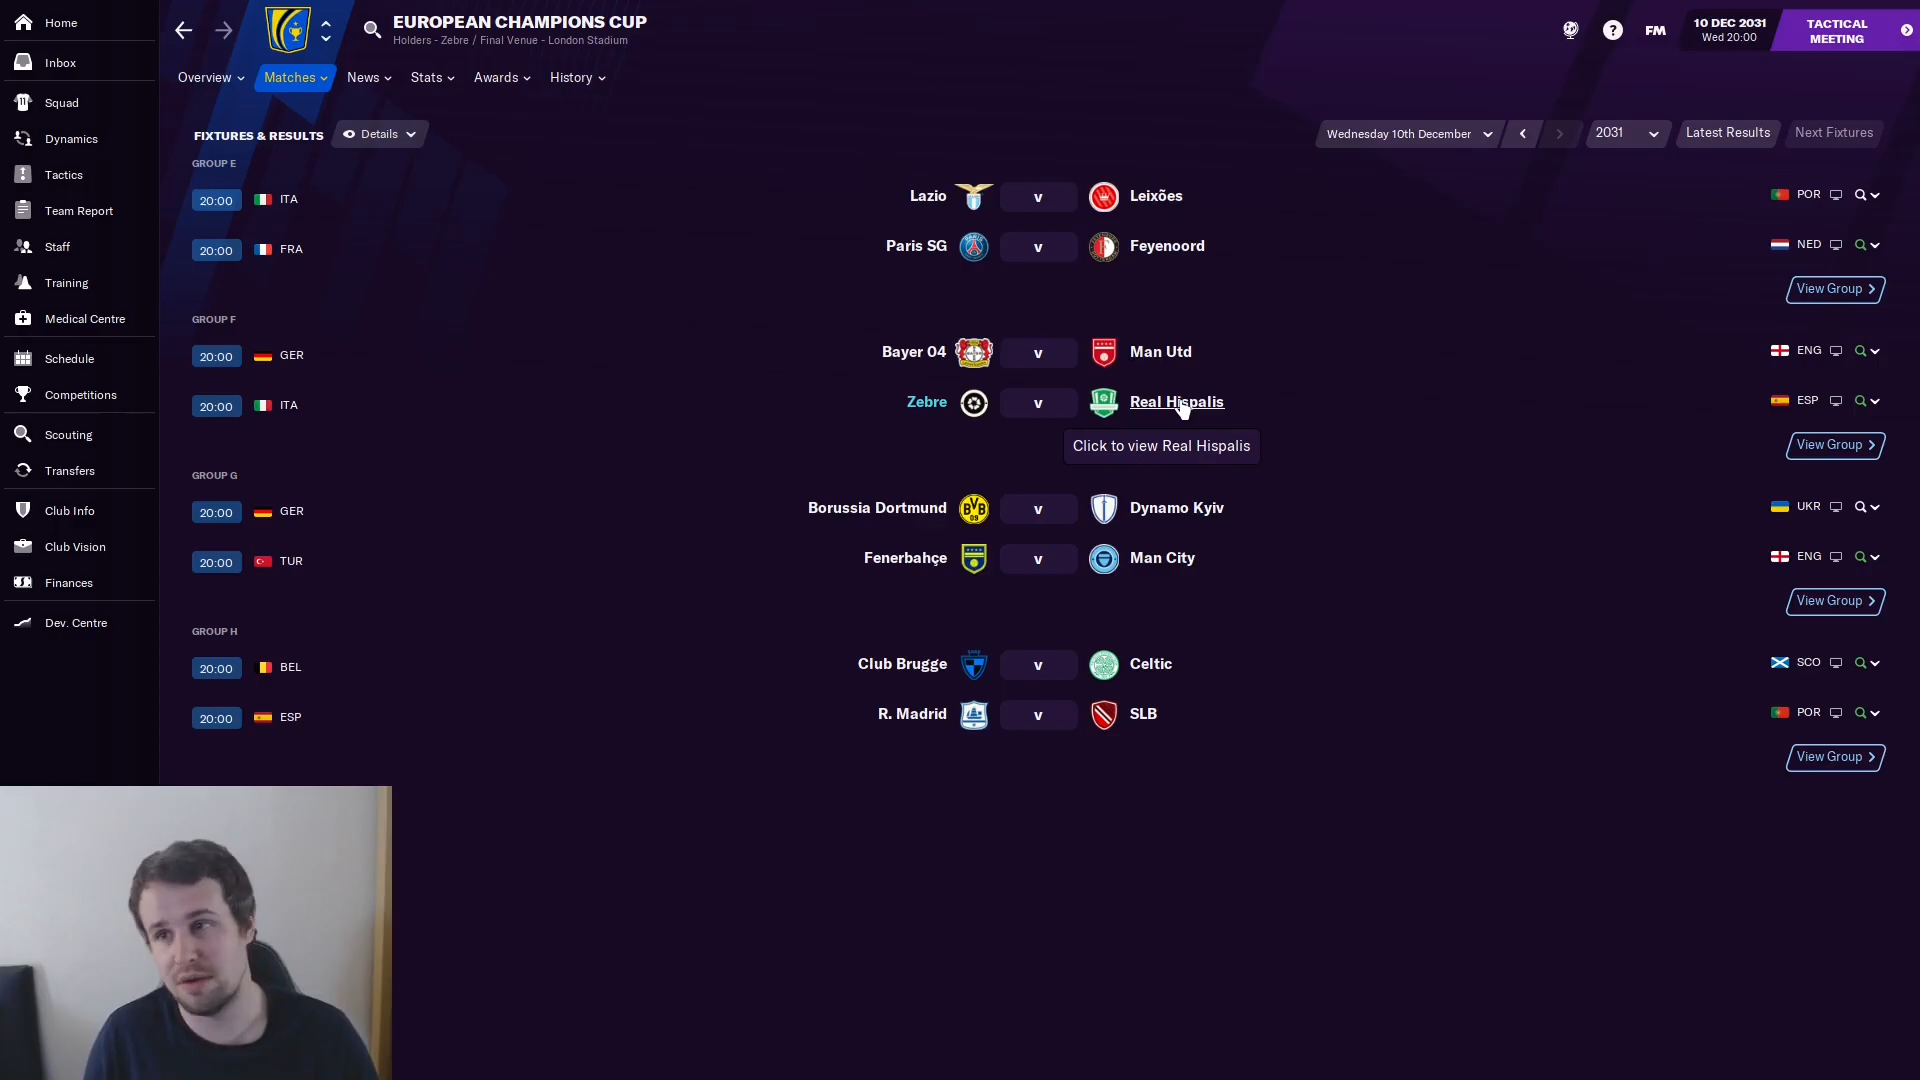 Home
Inbox
Squad
Dynamics
Tactics
Team Report
Staff
Training
Medical Centre
Schedule
Competitions
Scouting
Transfers
Club Info
Club Vision
Finances
Dev. Centre
EUROPEAN CHAMPIONS CUP
Holders - Zebre / Final Venue - London Stadium
FM
10 DEC 2031
Wed 20:00
TACTICAL MEETING
Overview Matches News Stats Awards History
FIXTURES & RESULTS Details Wednesday 10th December 2031 Latest Results Next Fixtures
GROUP E
20:00 ITA Lazio v Leixões POR
20:00 FRA Paris SG v Feyenoord NED
View Group
GROUP F
20:00 GER Bayer 04 v Man Utd ENG
20:00 ITA Zebre v Real Hispalis ESP
Click to view Real Hispalis
View Group
GROUP G
20:00 GER Borussia Dortmund v Dynamo Kyiv UKR
20:00 TUR Fenerbahçe v Man City ENG
View Group
GROUP H
20:00 BEL Club Brugge v Celtic SCO
20:00 ESP R. Madrid v SLB POR
View Group